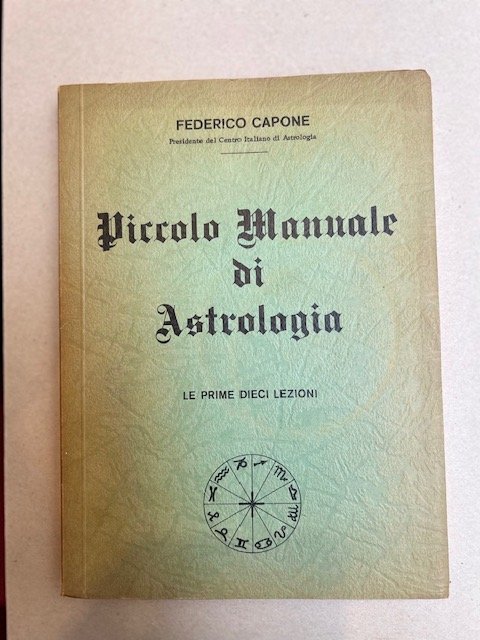 FEDERICO CAPONE
Presidente del Centro Italiano di Astrologia
Piccolo Manuale
di
Astrologia
LE PRIME DIECI LEZIONI